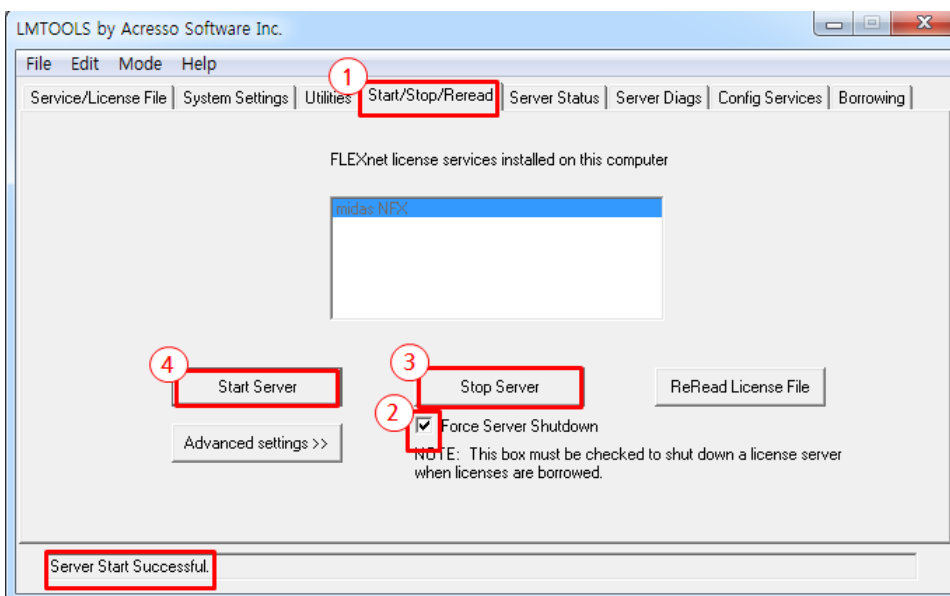 LMTOOLS by Acresso Software Inc.
File Edit Mode Help
1
Service/License File System Settings Utilities Start/Stop/Reread Server Status Server Diags Config Services Borrowing
FLEXnet license services installed on this computer
midas NFX
4
3
Start Server Stop Server ReRead License File
2
Force Server Shutdown
Advanced settings >>
NOTE: This box must be checked to shut down a license server
when licenses are borrowed.
Server Start Successful.